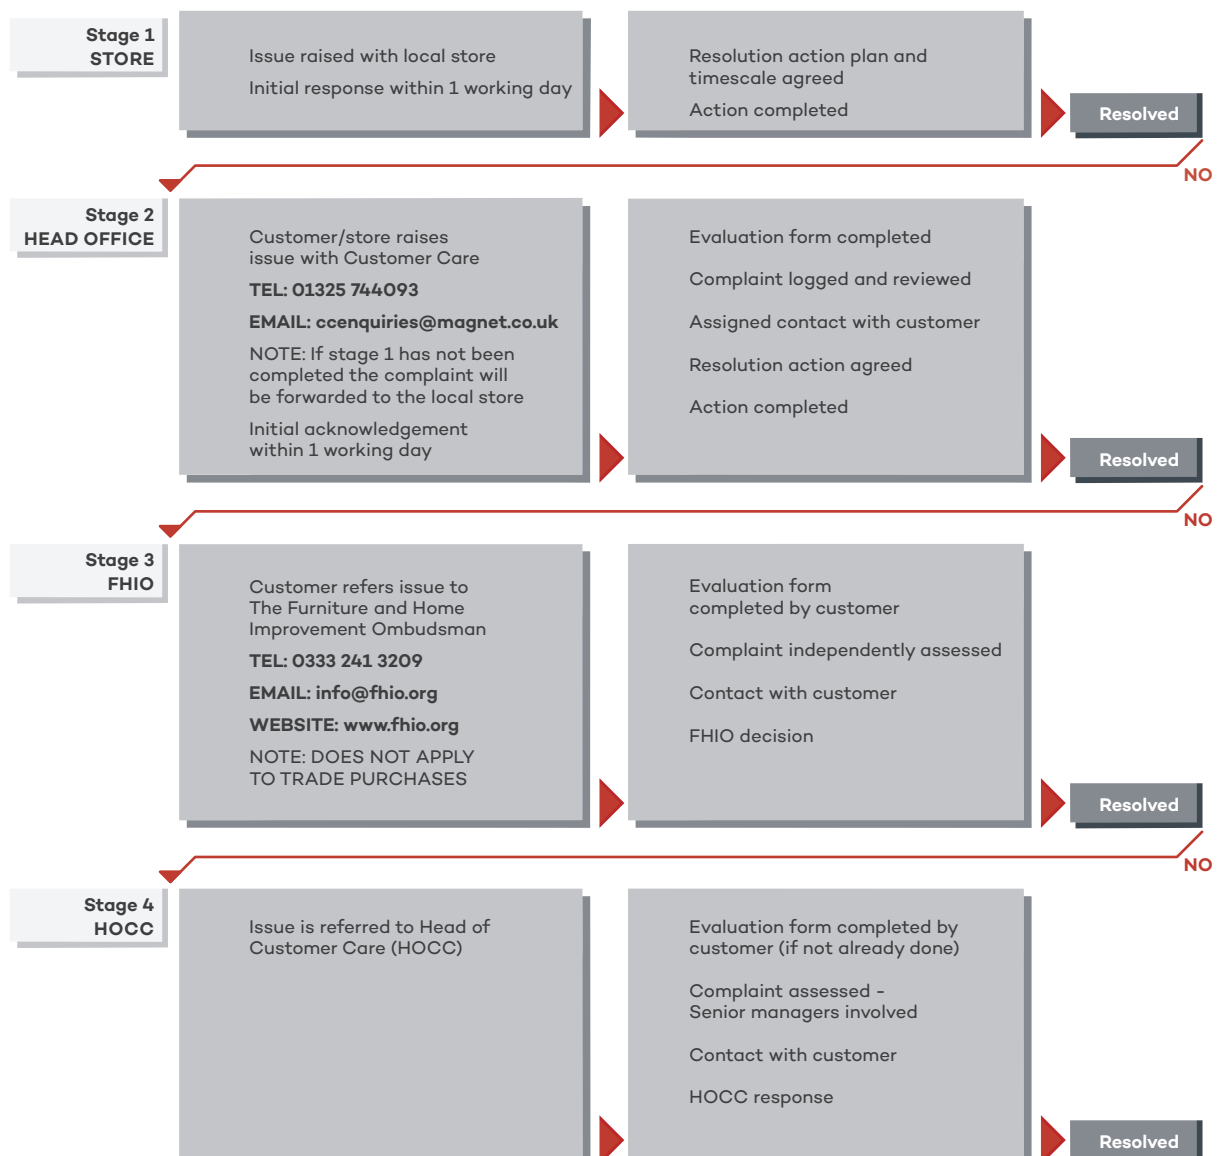 Stage 1
STORE
Issue raised with local store
Initial response within 1 working day
Resolution action plan and
timescale agreed
Action completed
Resolved
NO
Stage 2
HEAD OFFICE
Customer/store raises
issue with Customer Care
TEL: 01325 744093
EMAIL: ccenquiries@magnet.co.uk
NOTE: If stage 1 has not been
completed the complaint will
be forwarded to the local store
Initial acknowledgement
within 1 working day
Evaluation form completed
Complaint logged and reviewed
Assigned contact with customer
Resolution action agreed
Action completed
Resolved
NO
Stage 3
FHIO
Customer refers issue to
The Furniture and Home
Improvement Ombudsman
TEL: 0333 241 3209
EMAIL: info@fhio.org
WEBSITE: www.fhio.org
NOTE: DOES NOT APPLY
TO TRADE PURCHASES
Evaluation form
completed by customer
Complaint independently assessed
Contact with customer
FHIO decision
Resolved
NO
Stage 4
HOCC
Issue is referred to Head of
Customer Care (HOCC)
Evaluation form completed by
customer (if not already done)
Complaint assessed -
Senior managers involved
Contact with customer
HOCC response
Resolved